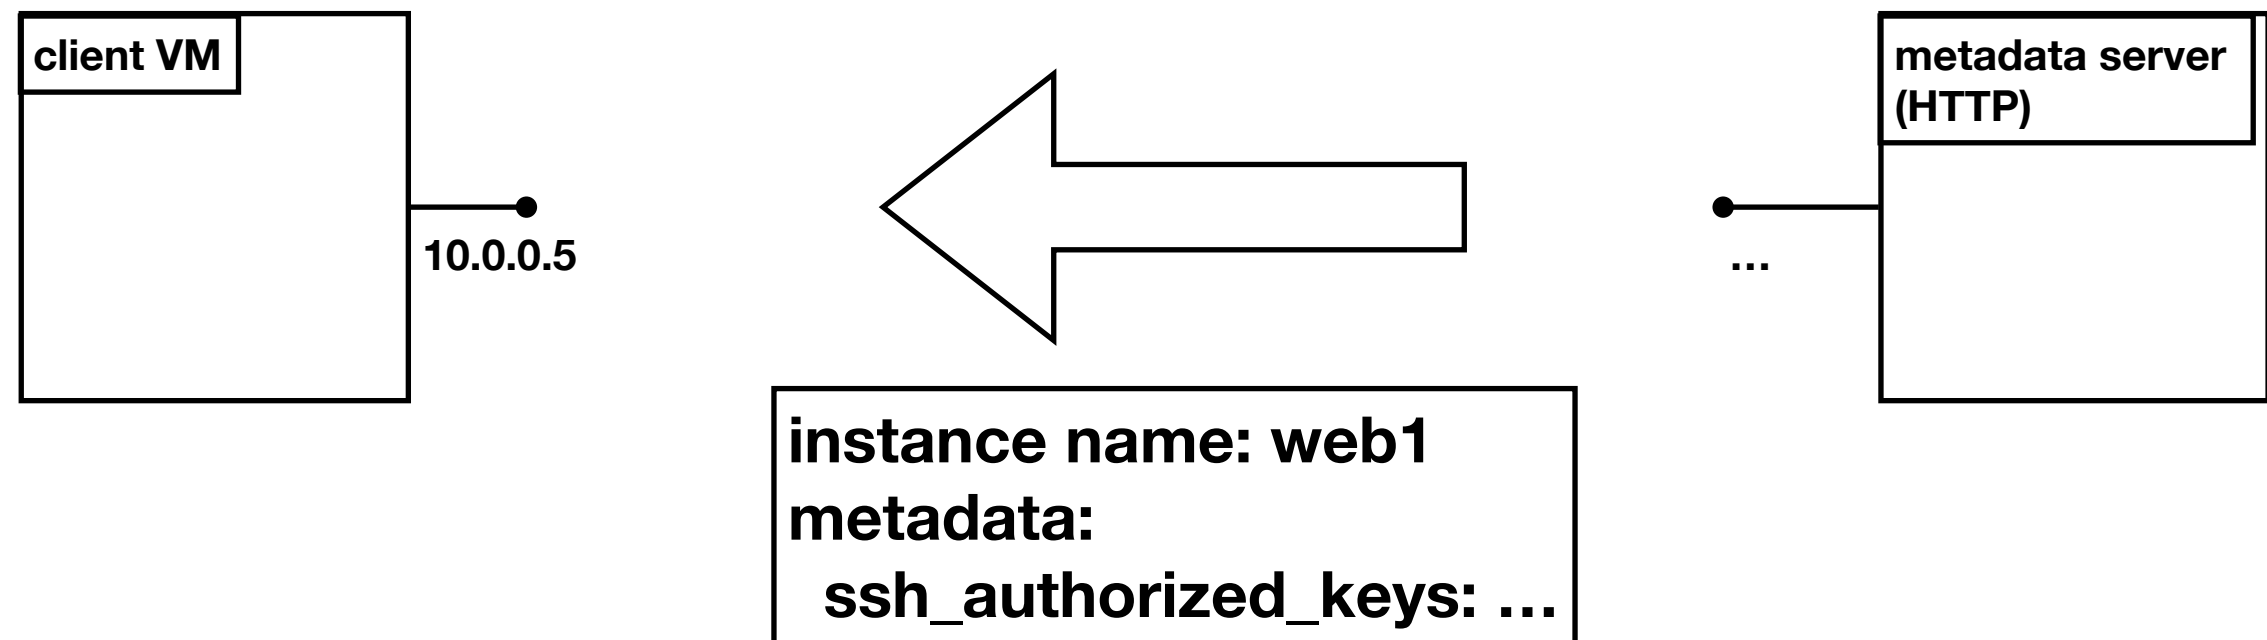 client VM
metadata server
(HTTP)
10.0.0.5
...
instance name: web1
metadata:
ssh_authorized_keys: ...